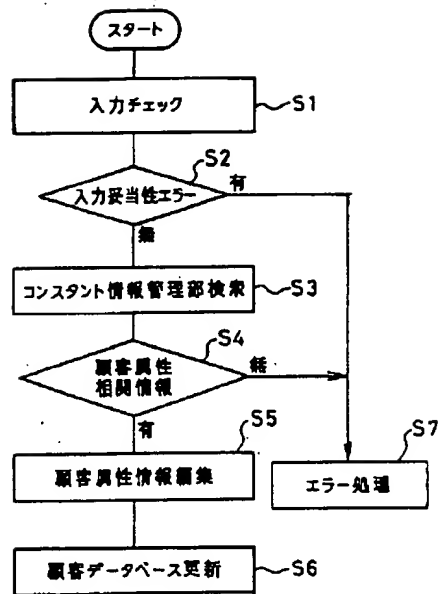 スタート
入力チェック
S1
S2
入力妥当性エラー
有
無
コンスタント情報管理部検索
S3
S4
顧客属性
相関情報
無
有
S5
顧客属性情報編集
S7
エラー処理
顧客データベース更新
S6